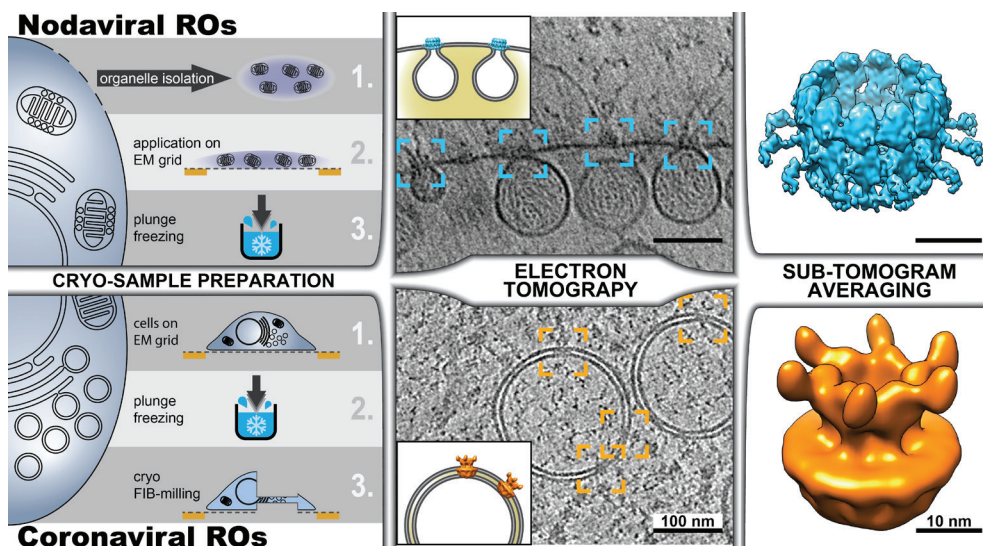 Nodaviral ROs
organelle isolation
1.
application on
EM grid
2.
plunge
freezing
3.
CRYO-SAMPLE PREPARATION
cells on
EM grid
1.
plunge
freezing
2.
cryo
FIB-milling
3.
Coronaviral ROs
ELECTRON
TOMOGRAPY
100 nm
SUB-TOMOGRAM
AVERAGING
10 nm